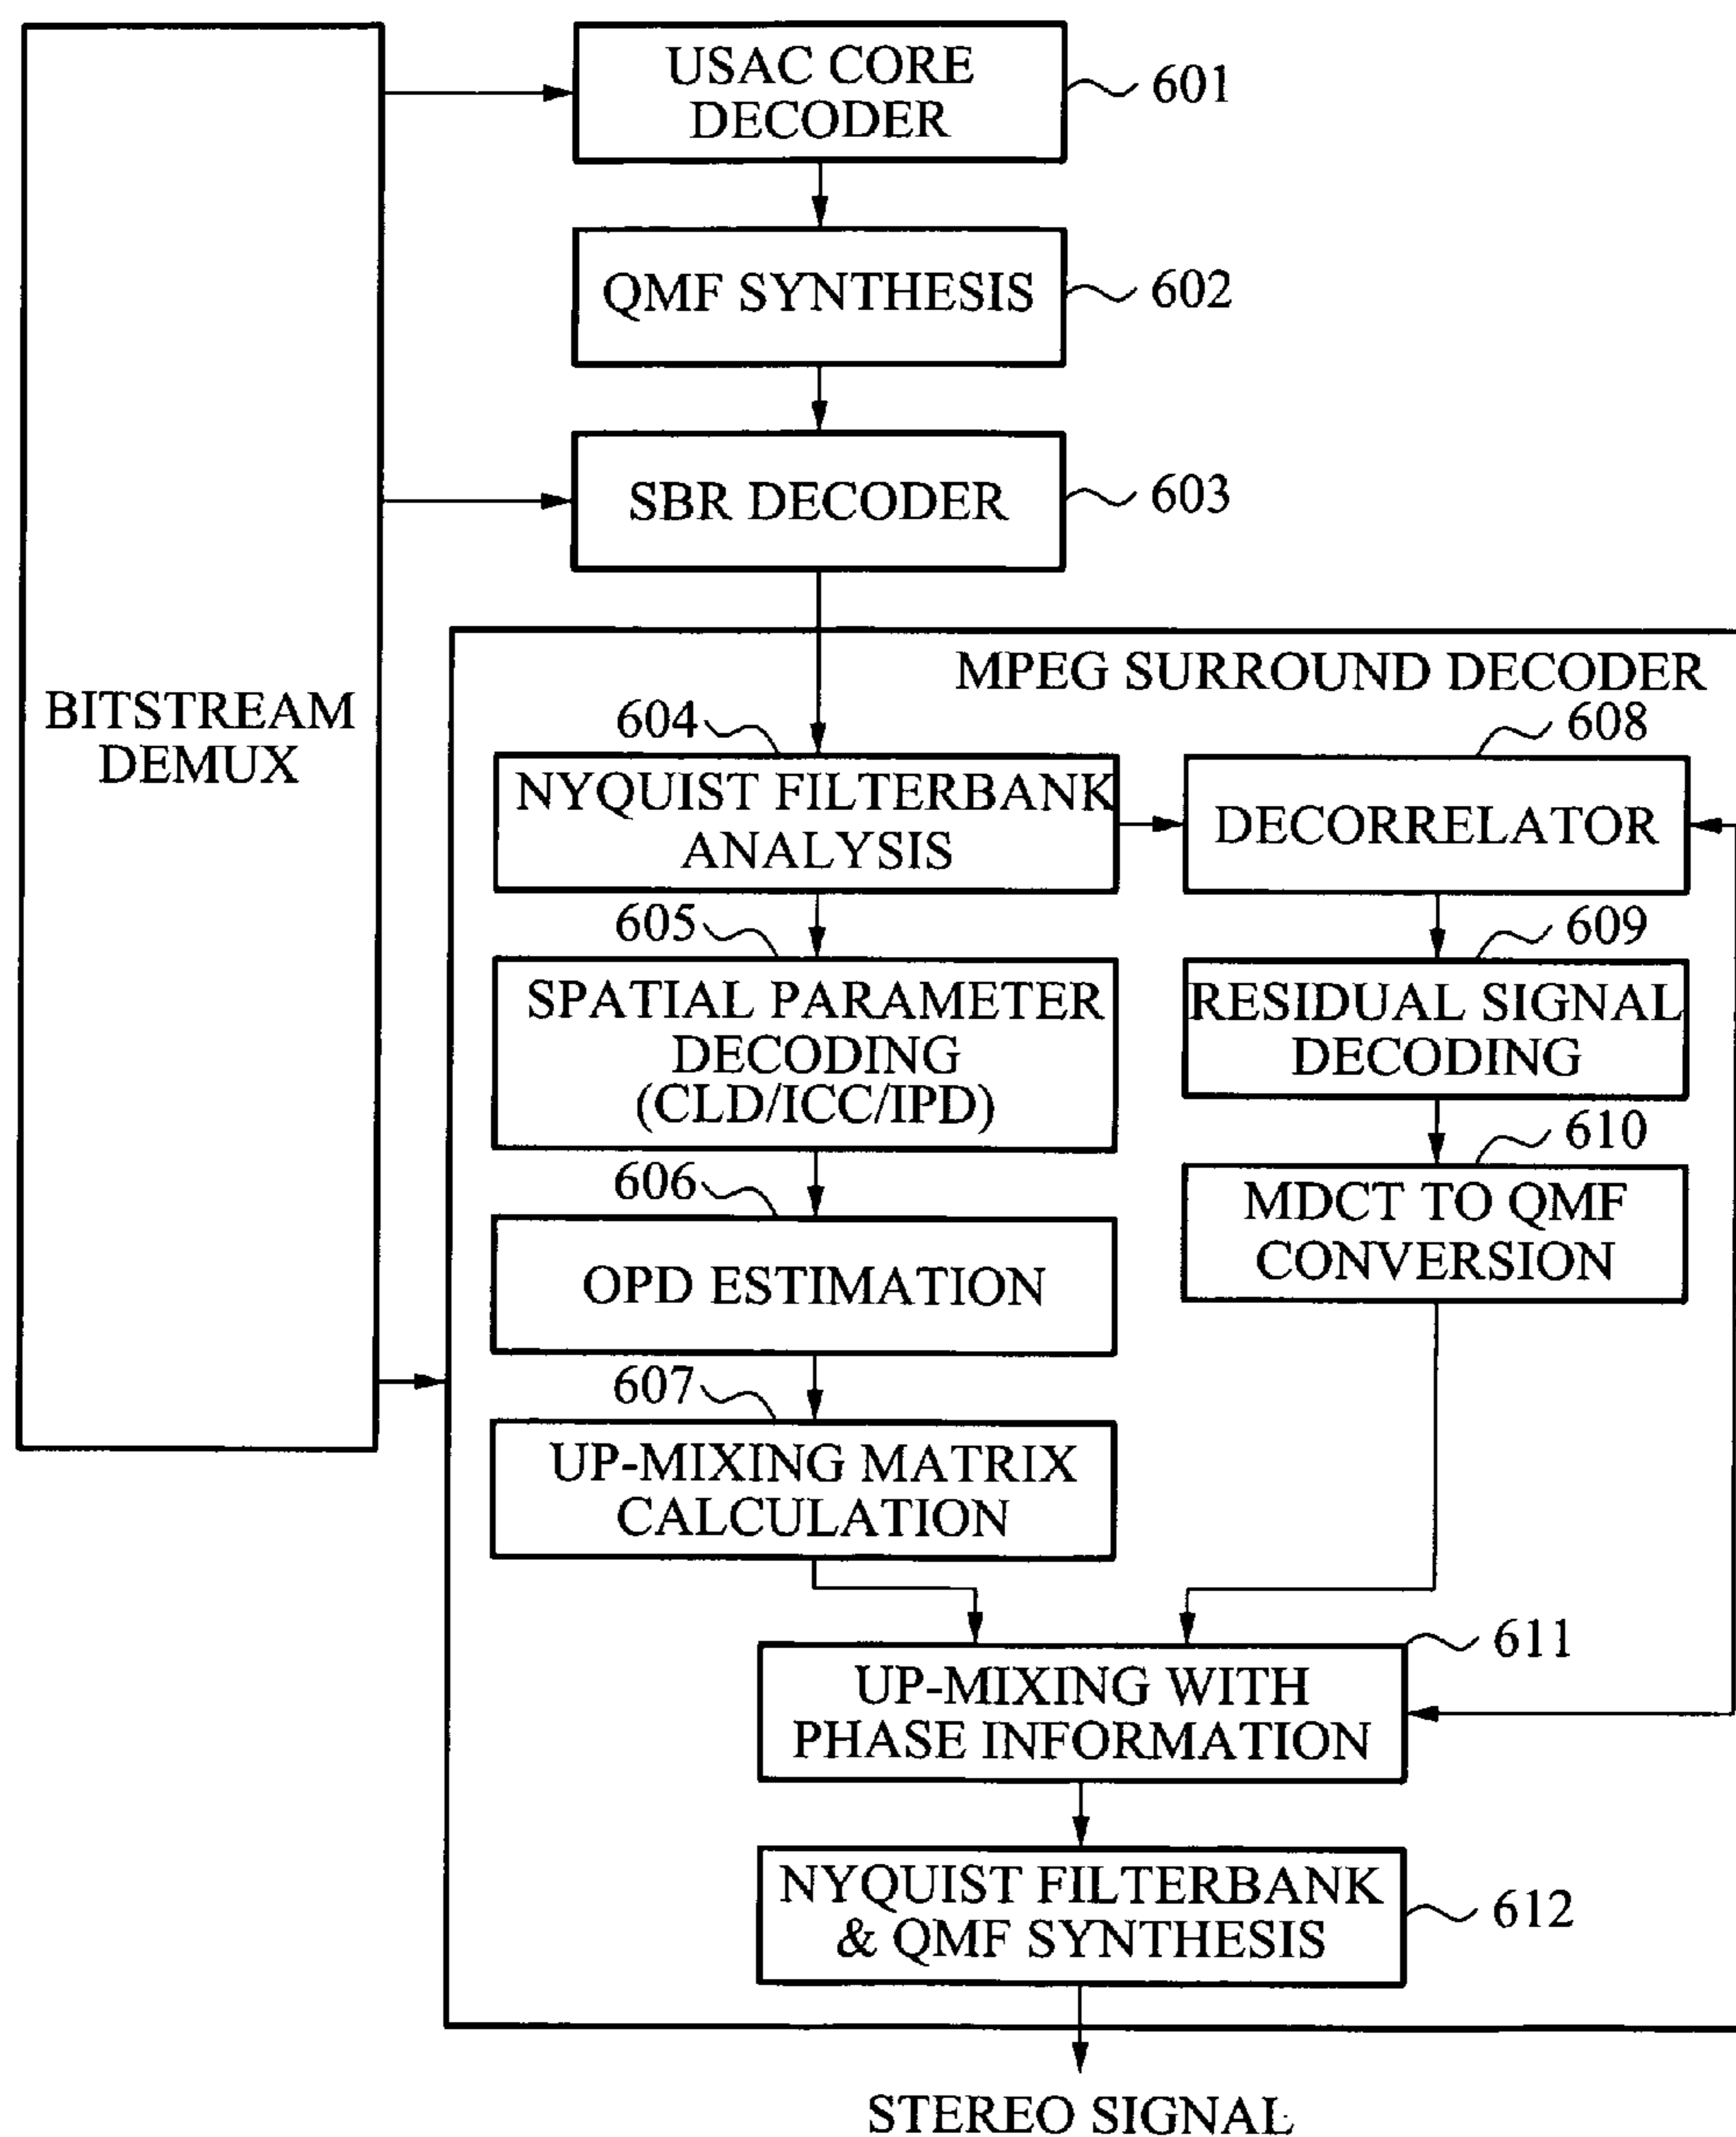 BITSTREAM
DEMUX
USAC CORE
DECODER
601
QMF SYNTHESIS
602
SBR DECODER
603
MPEG SURROUND DECODER
604
NYQUIST FILTERBANK
ANALYSIS
608
DECORRELATOR
605
SPATIAL PARAMETER
DECODING
(CLD/ICC/IPD)
609
RESIDUAL SIGNAL
DECODING
606
OPD ESTIMATION
610
MDCT TO QMF
CONVERSION
607
UP-MIXING MATRIX
CALCULATION
611
UP-MIXING WITH
PHASE INFORMATION
NYQUIST FILTERBANK
& QMF SYNTHESIS
612
STEREO SIGNAL